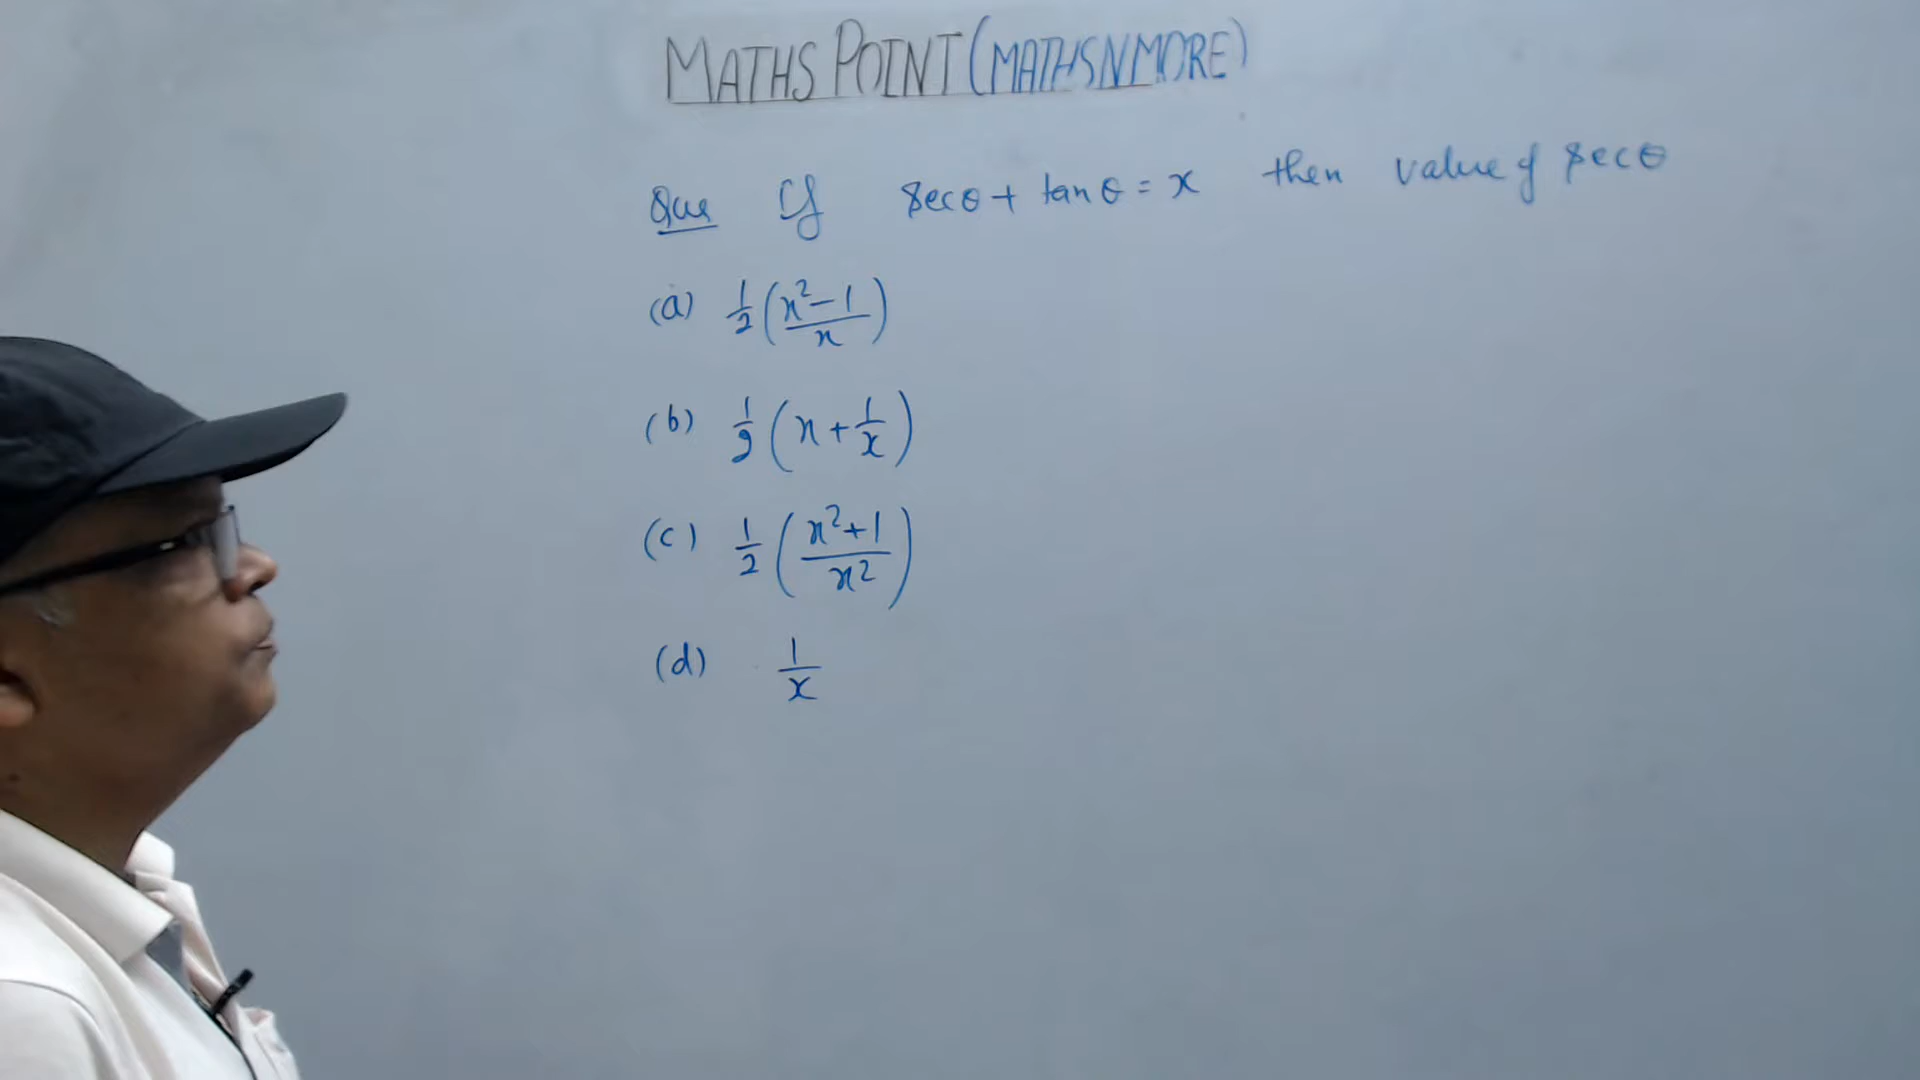 MATHS POINT (MATHSNMORE)
Que If secθ + tanθ = x then value of secθ
(a) 1/2 (x² - 1 / x)
(b) 1/2 (x + 1/x)
(c) 1/2 (x² + 1 / x²)
(d) 1/x